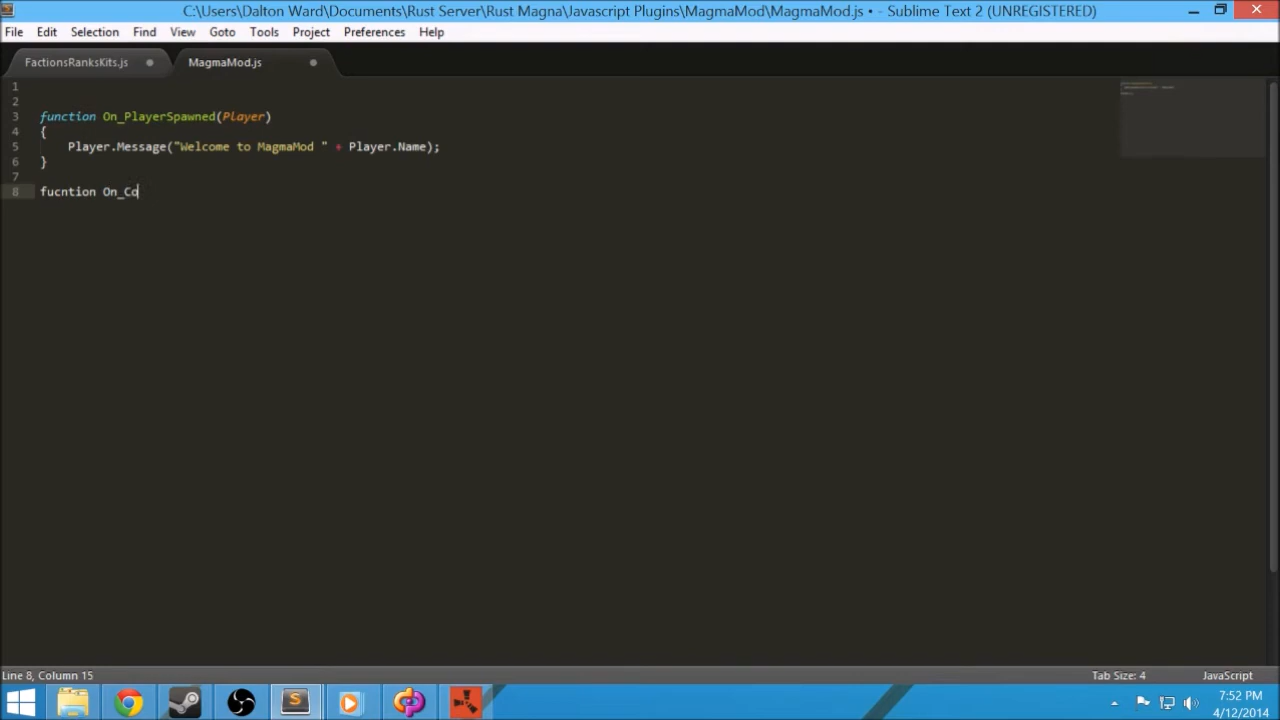 C:\Users\Dalton Ward\Documents\Rust Server\Rust Magna\Javascript Plugins\MagmaMod\MagmaMod.js • - Sublime Text 2 (UNREGISTERED)
File Edit Selection Find View Goto Tools Project Preferences Help
FactionsRanksKits.js MagmaMod.js
1
2
3 function On_PlayerSpawned(Player)
4 {
5 Player.Message("Welcome to MagmaMod " + Player.Name);
6 }
7
8 fucntion On_Co
Line 8, Column 15 Tab Size: 4 JavaScript
7:52 PM
4/12/2014